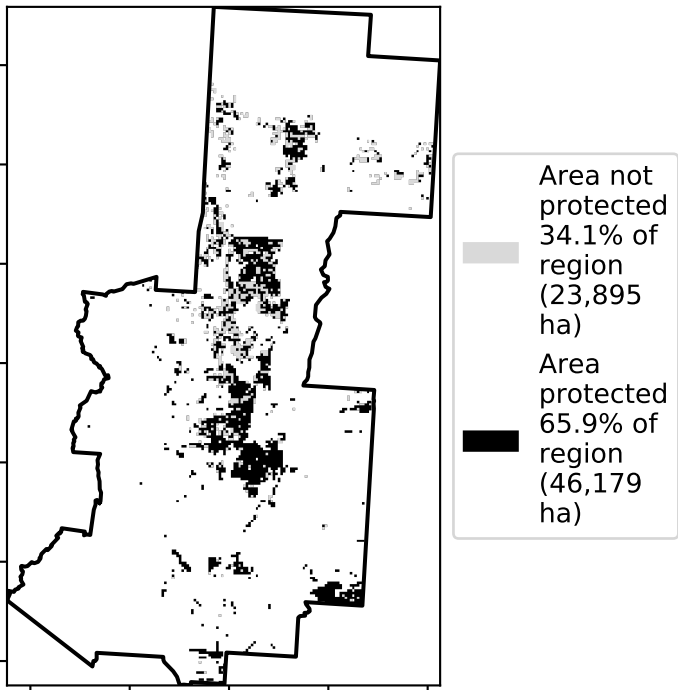 Area not
protected
34.1% of
region
(23,895
ha)
Area
protected
65.9% of
region
(46,179
ha)